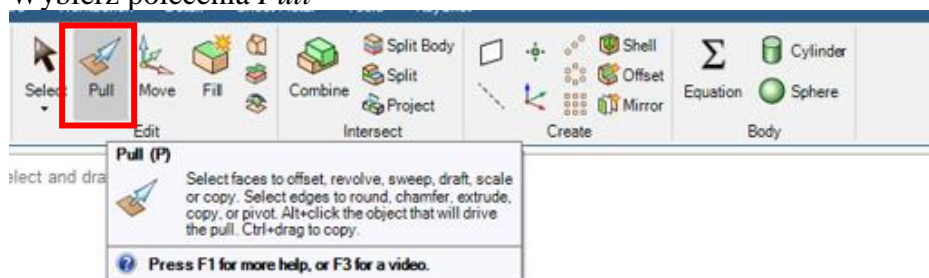 Wybierz polecenia Pull
Select
Pull
Move
Fill
Edit
Combine
Split Body
Split
Project
Intersect
Shell
Offset
Mirror
Create
Σ
Equation
Cylinder
Sphere
Body
elect and dra
Pull (P)
Select faces to offset, revolve, sweep, draft, scale
or copy. Select edges to round, chamfer, extrude,
copy, or pivot. Alt+click the object that will drive
the pull. Ctrl+drag to copy.
Press F1 for more help, or F3 for a video.